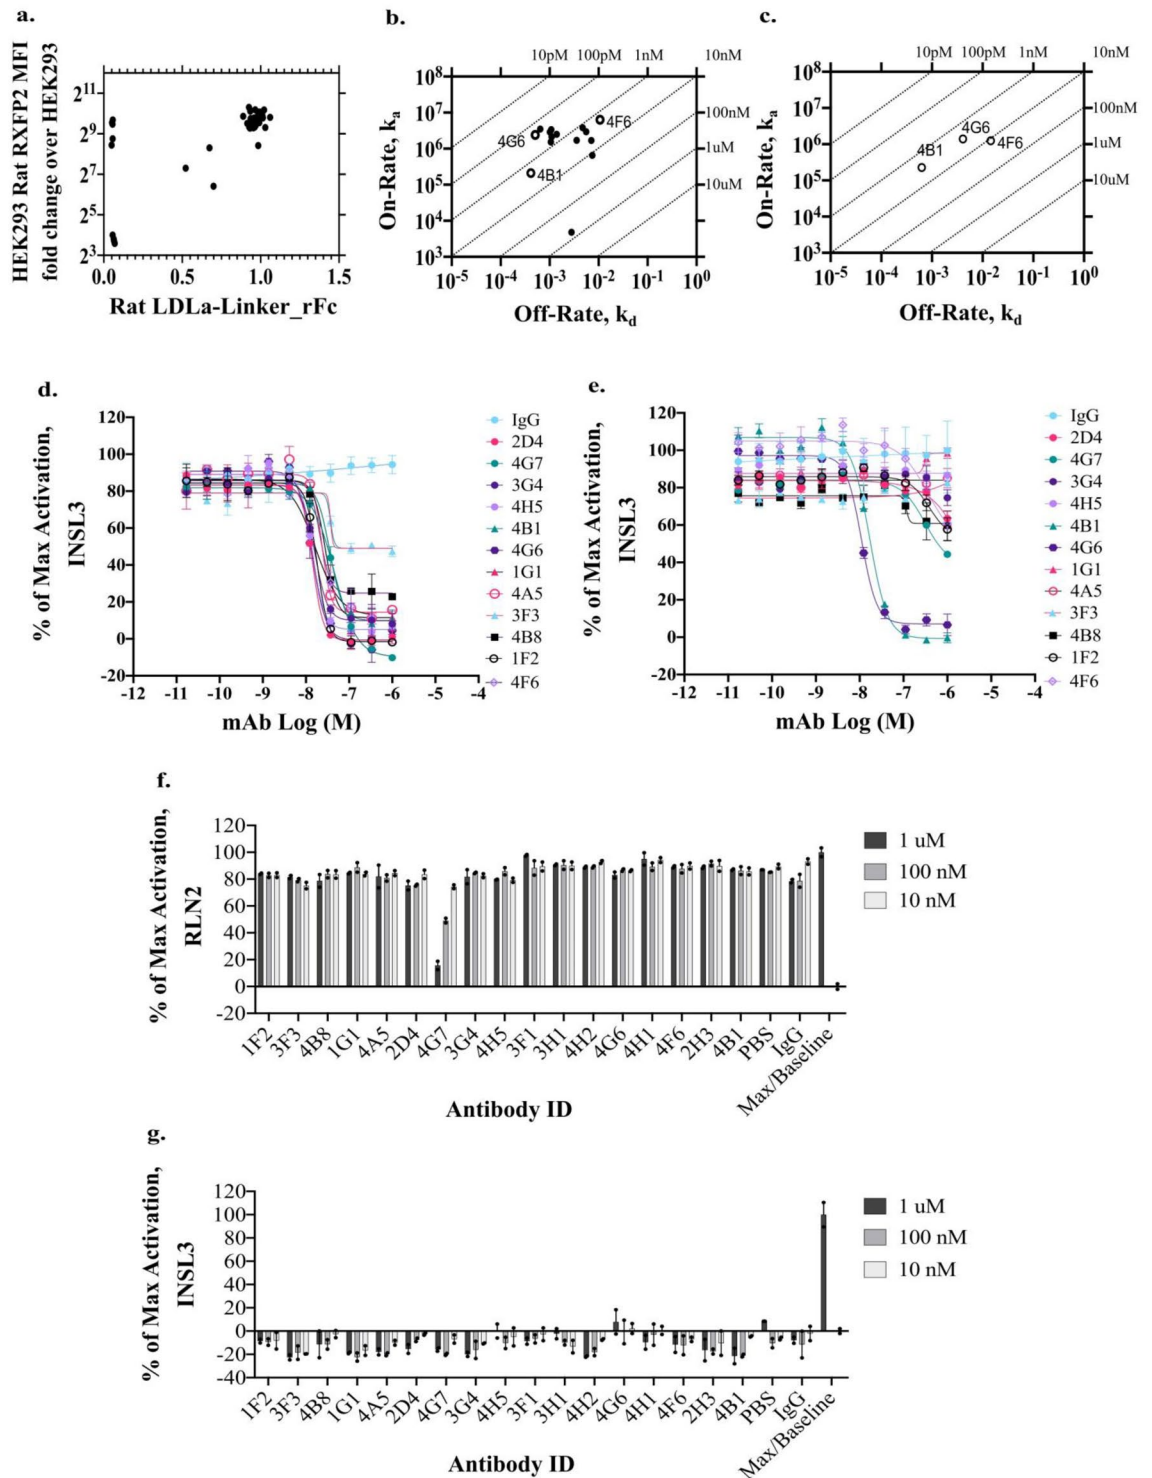 a.
HEK293 Rat RXFP2 MFI
fold change over HEK293
2^11
2^9
2^7
2^5
2^3
0.0 0.5 1.0 1.5
Rat LDLa-Linker_rFc
b.
10pM 100pM 1nM 10nM
100nM
1uM
10uM
On-Rate, k_a
10^8
10^7
10^6
10^5
10^4
10^3
4G6
4F6
4B1
10^-5 10^-4 10^-3 10^-2 10^-1 10^0
Off-Rate, k_d
c.
10pM 100pM 1nM 10nM
100nM
1uM
10uM
On-Rate, k_a
10^8
10^7
10^6
10^5
10^4
10^3
4G6
4B1
4F6
10^-5 10^-4 10^-3 10^-2 10^-1 10^0
Off-Rate, k_d
d.
% of Max Activation,
INSL3
120
100
80
60
40
20
0
-20
-12 -11 -10 -9 -8 -7 -6 -5 -4
mAb Log (M)
IgG
2D4
4G7
3G4
4H5
4B1
4G6
1G1
4A5
3F3
4B8
1F2
4F6
e.
% of Max Activation,
INSL3
120
100
80
60
40
20
0
-20
-12 -11 -10 -9 -8 -7 -6 -5 -4
mAb Log (M)
IgG
2D4
4G7
3G4
4H5
4B1
4G6
1G1
4A5
3F3
4B8
1F2
4F6
f.
% of Max Activation,
RLN2
120
100
80
60
40
20
0
-20
1F2 3F3 4B8 1G1 4A5 2D4 4G7 3G4 4H5 3F1 3H1 4H2 4G6 4H1 4F6 2H3 4B1 PBS IgG Max/Baseline
Antibody ID
1 uM
100 nM
10 nM
g.
% of Max Activation,
INSL3
120
100
80
60
40
20
0
-20
-40
1F2 3F3 4B8 1G1 4A5 2D4 4G7 3G4 4H5 3F1 3H1 4H2 4G6 4H1 4F6 2H3 4B1 PBS IgG Max/Baseline
Antibody ID
1 uM
100 nM
10 nM